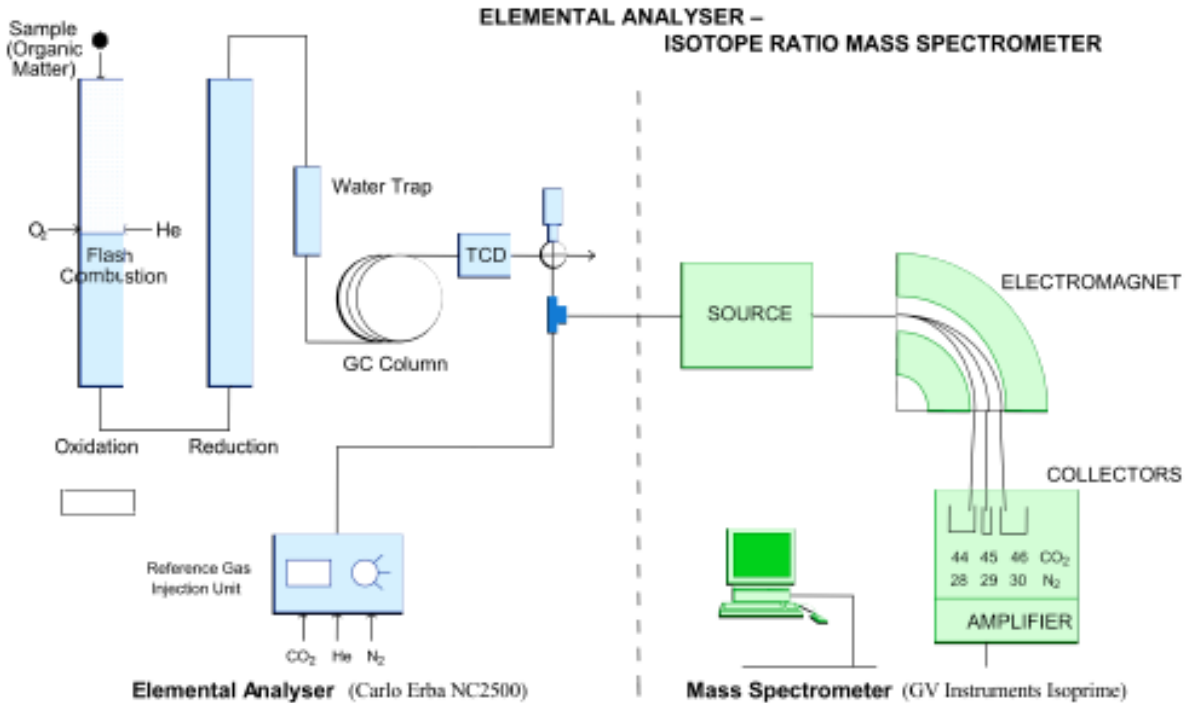 ELEMENTAL ANALYSER –
ISOTOPE RATIO MASS SPECTROMETER
Sample
(Organic
Matter)
O₂
He
Flash
Combustion
Water Trap
TCD
GC Column
Oxidation
Reduction
SOURCE
ELECTROMAGNET
COLLECTORS
44 45 46 CO₂
28 29 30 N₂
AMPLIFIER
Reference Gas
Injection Unit
CO₂ He N₂
Elemental Analyser (Carlo Erba NC2500)
Mass Spectrometer (GV Instruments Isoprime)